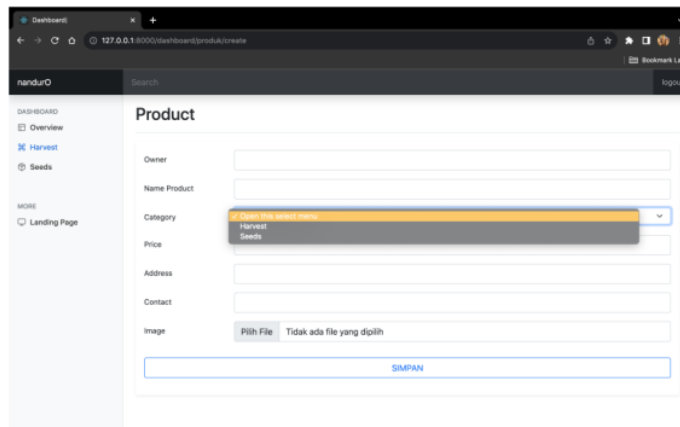 Dashboard|
127.0.0.1:8000/dashboard/produk/create
Bookmark La
nandurO
Search
logou
DASHBOARD
Overview
Harvest
Seeds
MORE
Landing Page
Product
Owner
Name Product
Category
✓ Open this select menu
Harvest
Seeds
Price
Address
Contact
Image
Pilih File Tidak ada file yang dipilih
SIMPAN